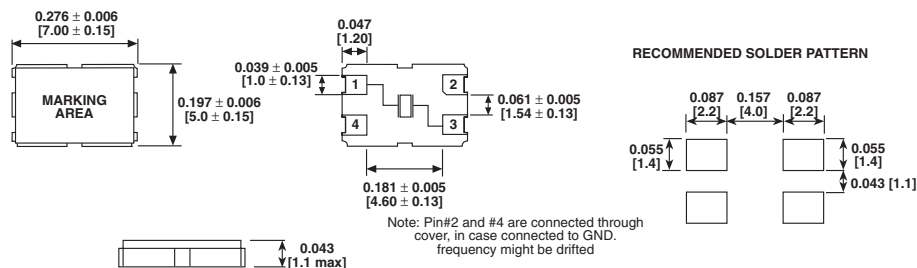 0.276 ± 0.006
[7.00 ± 0.15]
MARKING
AREA
0.197 ± 0.006
[5.0 ± 0.15]
0.043
[1.1 max]
0.047
[1.20]
0.039 ± 0.005
[1.0 ± 0.13]
1
2
4
3
0.061 ± 0.005
[1.54 ± 0.13]
0.181 ± 0.005
[4.60 ± 0.13]
Note: Pin#2 and #4 are connected through
cover, in case connected to GND.
frequency might be drifted
RECOMMENDED SOLDER PATTERN
0.087
[2.2]
0.157
[4.0]
0.087
[2.2]
0.055
[1.4]
0.055
[1.4]
0.043 [1.1]